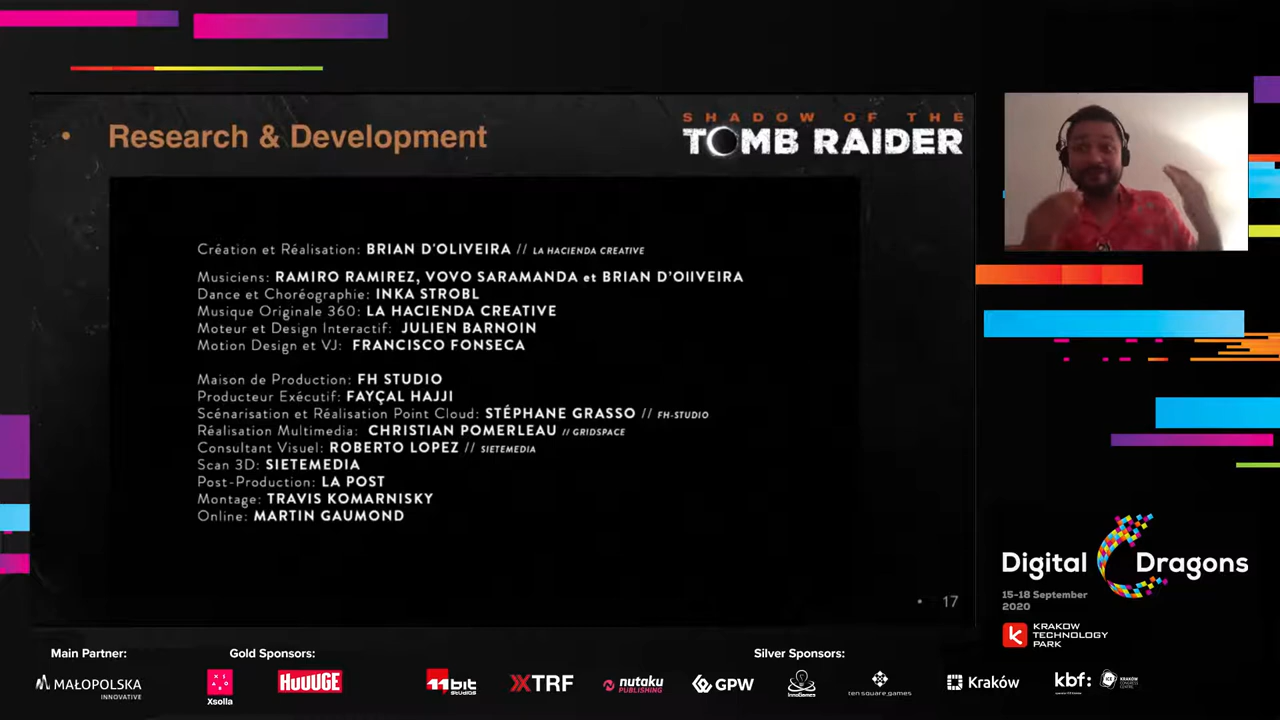 • Research & Development
SHADOW OF THE
TOMB RAIDER
Création et Réalisation: BRIAN D'OLIVEIRA // LA HACIENDA CREATIVE
Musiciens: RAMIRO RAMIREZ, VOVO SARAMANDA et BRIAN D'OlIVEIRA
Dance et Choréographie: INKA STROBL
Musique Originale 360: LA HACIENDA CREATIVE
Moteur et Design Interactif: JULIEN BARNOIN
Motion Design et VJ: FRANCISCO FONSECA
Maison de Production: FH STUDIO
Producteur Exécutif: FAYÇAL HAJJI
Scénarisation et Réalisation Point Cloud: STÉPHANE GRASSO // FH-STUDIO
Réalisation Multimedia: CHRISTIAN POMERLEAU // GRIDSPACE
Consultant Visuel: ROBERTO LOPEZ // SIETEMEDIA
Scan 3D: SIETEMEDIA
Post-Production: LA POST
Montage: TRAVIS KOMARNISKY
Online: MARTIN GAUMOND
• 17
Digital Dragons
15-18 September
2020
KRAKOW
TECHNOLOGY
PARK
Main Partner:
Gold Sponsors:
Silver Sponsors:
MAŁOPOLSKA
INNOVATIVE
Xsolla
HUUUGE
11bit
studios
XTRF
nutaku
PUBLISHING
GPW
InnoGames
ten square games
Kraków
kbf:
ICE KRAKÓW
CONGRESS
CENTRE